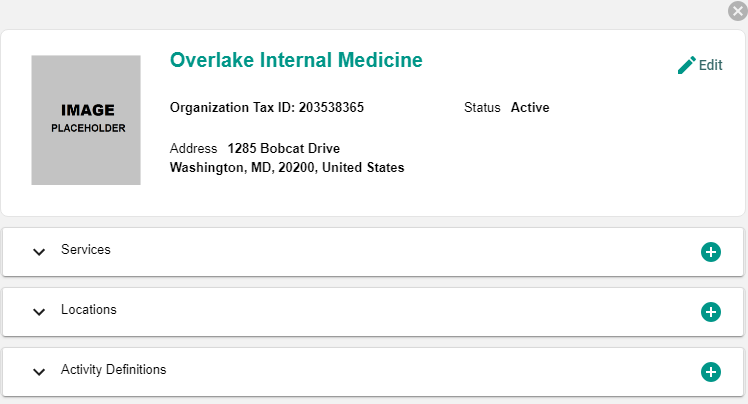 Overlake Internal Medicine
Edit
IMAGE
PLACEHOLDER
Organization Tax ID: 203538365 Status Active
Address 1285 Bobcat Drive
Washington, MD, 20200, United States
Services
Locations
Activity Definitions